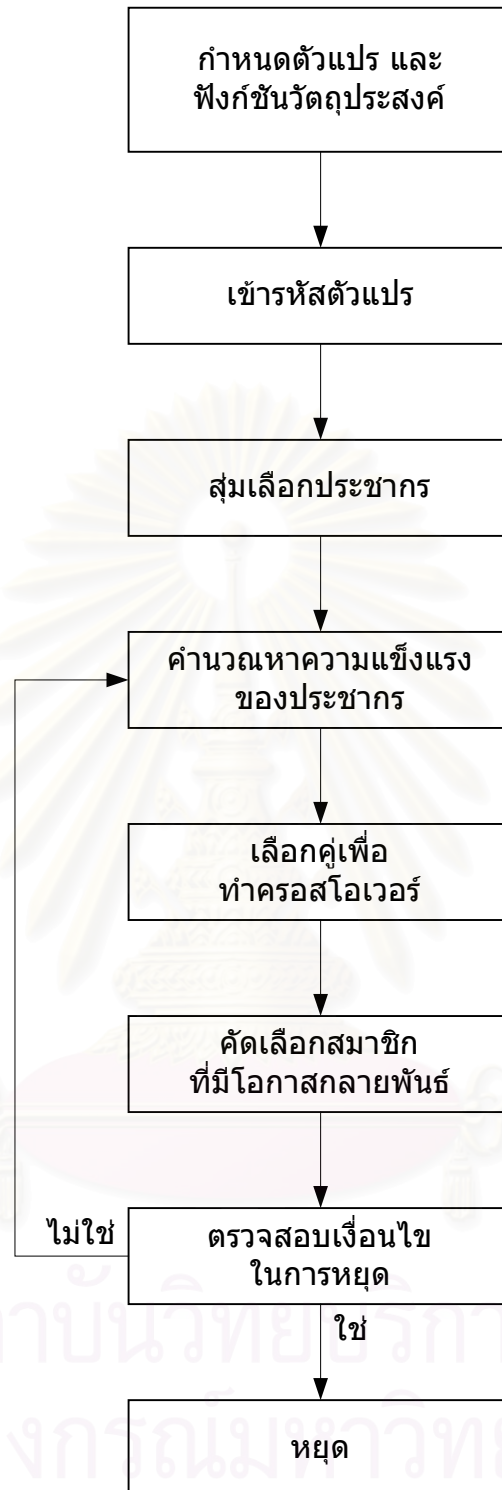 กำหนดตัวแปร และ
ฟังก์ชันวัตถุประสงค์
เข้ารหัสตัวแปร
สุ่มเลือกประชากร
คำนวณหาความแข็งแรง
ของประชากร
เลือกคู่เพื่อ
ทำครอสโอเวอร์
คัดเลือกสมาชิก
ที่มีโอกาสกลายพันธ์
ไม่ใช่
ตรวจสอบเงื่อนไข
ในการหยุด
ใช่
หยุด